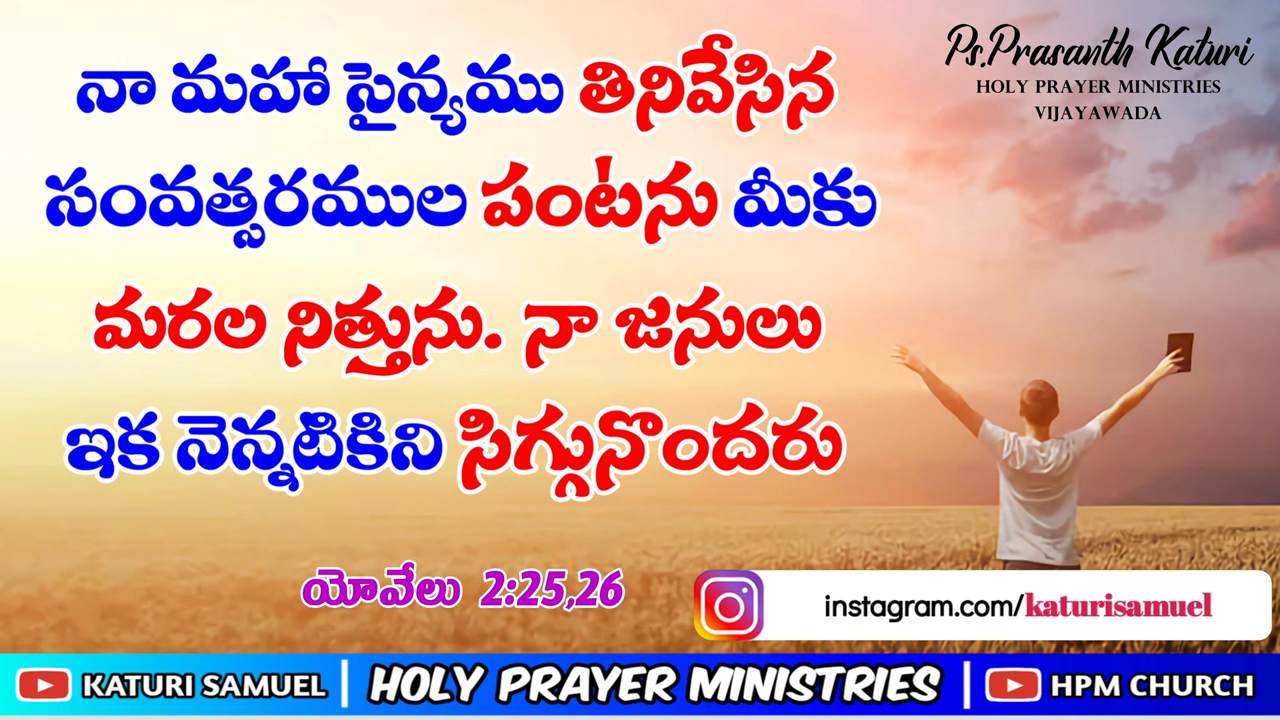 నా మహా సైన్యము తినివేసిన
సంవత్సరముల పంటను మీకు
మరల నిత్తును. నా జనులు
ఇక నెన్నటికిని సిగ్గునొందరు
యోవేలు 2:25,26
Ps.Prasanth Katuri
HOLY PRAYER MINISTRIES
VIJAYAWADA
instagram.com/katurisamuel
KATURI SAMUEL | HOLY PRAYER MINISTRIES | HPM CHURCH